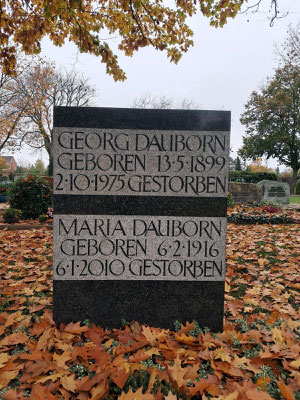 GEORG DAUBORN
GEBOREN 13·5·1899
2·10·1975 GESTORBEN
MARIA DAUBORN
GEBOREN 6·2·1916
6·1·2010 GESTORBEN